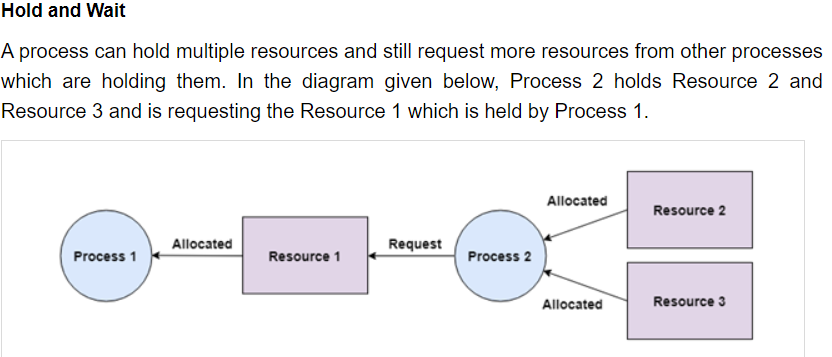 Hold and Wait
A process can hold multiple resources and still request more resources from other processes
which are holding them. In the diagram given below, Process 2 holds Resource 2 and
Resource 3 and is requesting the Resource 1 which is held by Process 1.
Allocated
Resource 2
Allocated
Request
Process 1
Resource 1
Process 2
Allocated
Resource 3